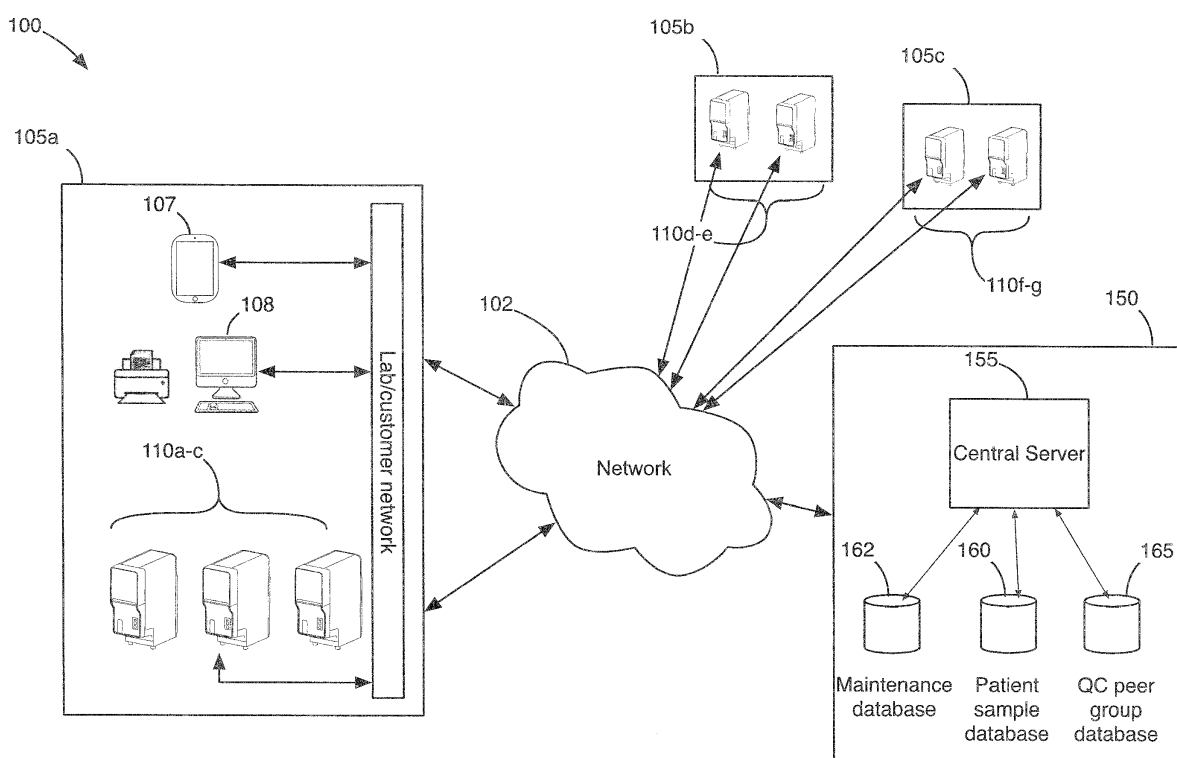 100
105b
105c
105a
107
110d-e
110f-g
108
102
150
155
Lab/customer network
Central Server
110a-c
Network
162
160
165
Maintenance
database
Patient
sample
database
QC peer
group
database